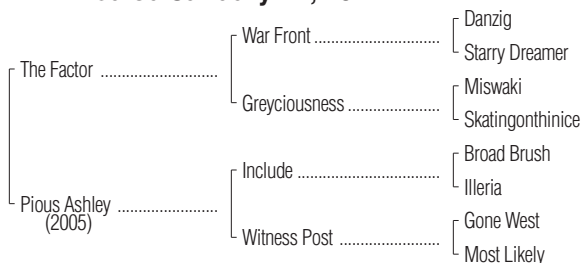 Danzig
War Front
Starry Dreamer
The Factor
Miswaki
Greyciousness
Skatingonthinice
Broad Brush
Include
Illeria
Pious Ashley
(2005)
Gone West
Witness Post
Most Likely